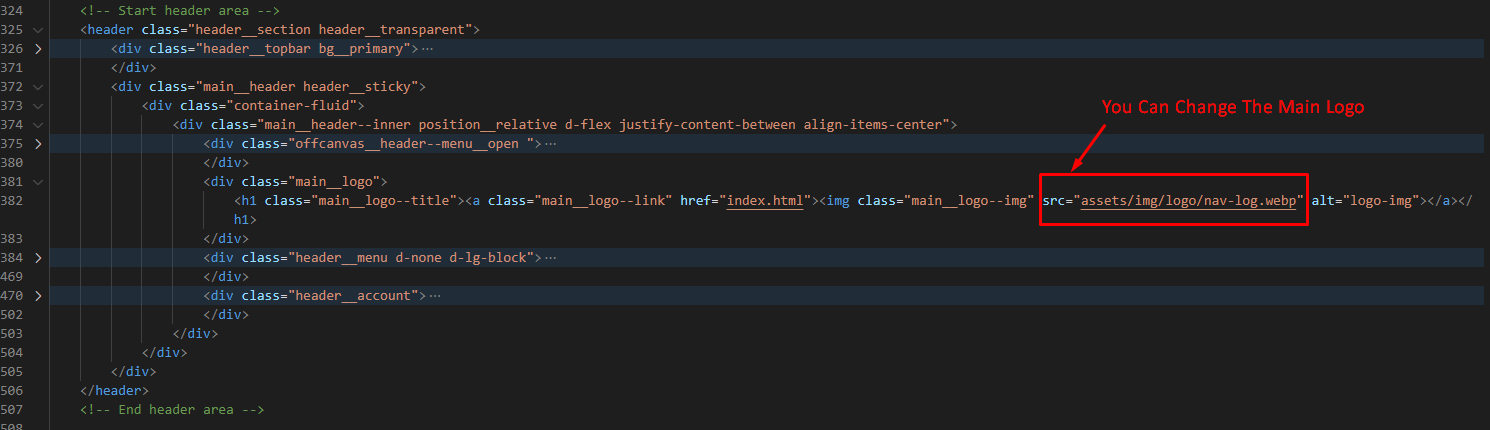 324 <!-- Start header area -->
325 <header class="header__section header__transparent">
326 <div class="header__topbar bg__primary">…
371 </div>
372 <div class="main__header header__sticky">
373 <div class="container-fluid">
You Can Change The Main Logo
374 <div class="main__header--inner position__relative d-flex justify-content-between align-items-center">
375 <div class="offcanvas__header--menu__open ">…
380 </div>
381 <div class="main__logo">
382 <h1 class="main__logo--title"><a class="main__logo--link" href="index.html"><img class="main__logo--img" src="assets/img/logo/nav-log.webp" alt="logo-img"></a></
h1>
383 </div>
384 <div class="header__menu d-none d-lg-block">…
469 </div>
470 <div class="header__account">…
502 </div>
503 </div>
504 </div>
505 </div>
506 </header>
507 <!-- End header area -->
508